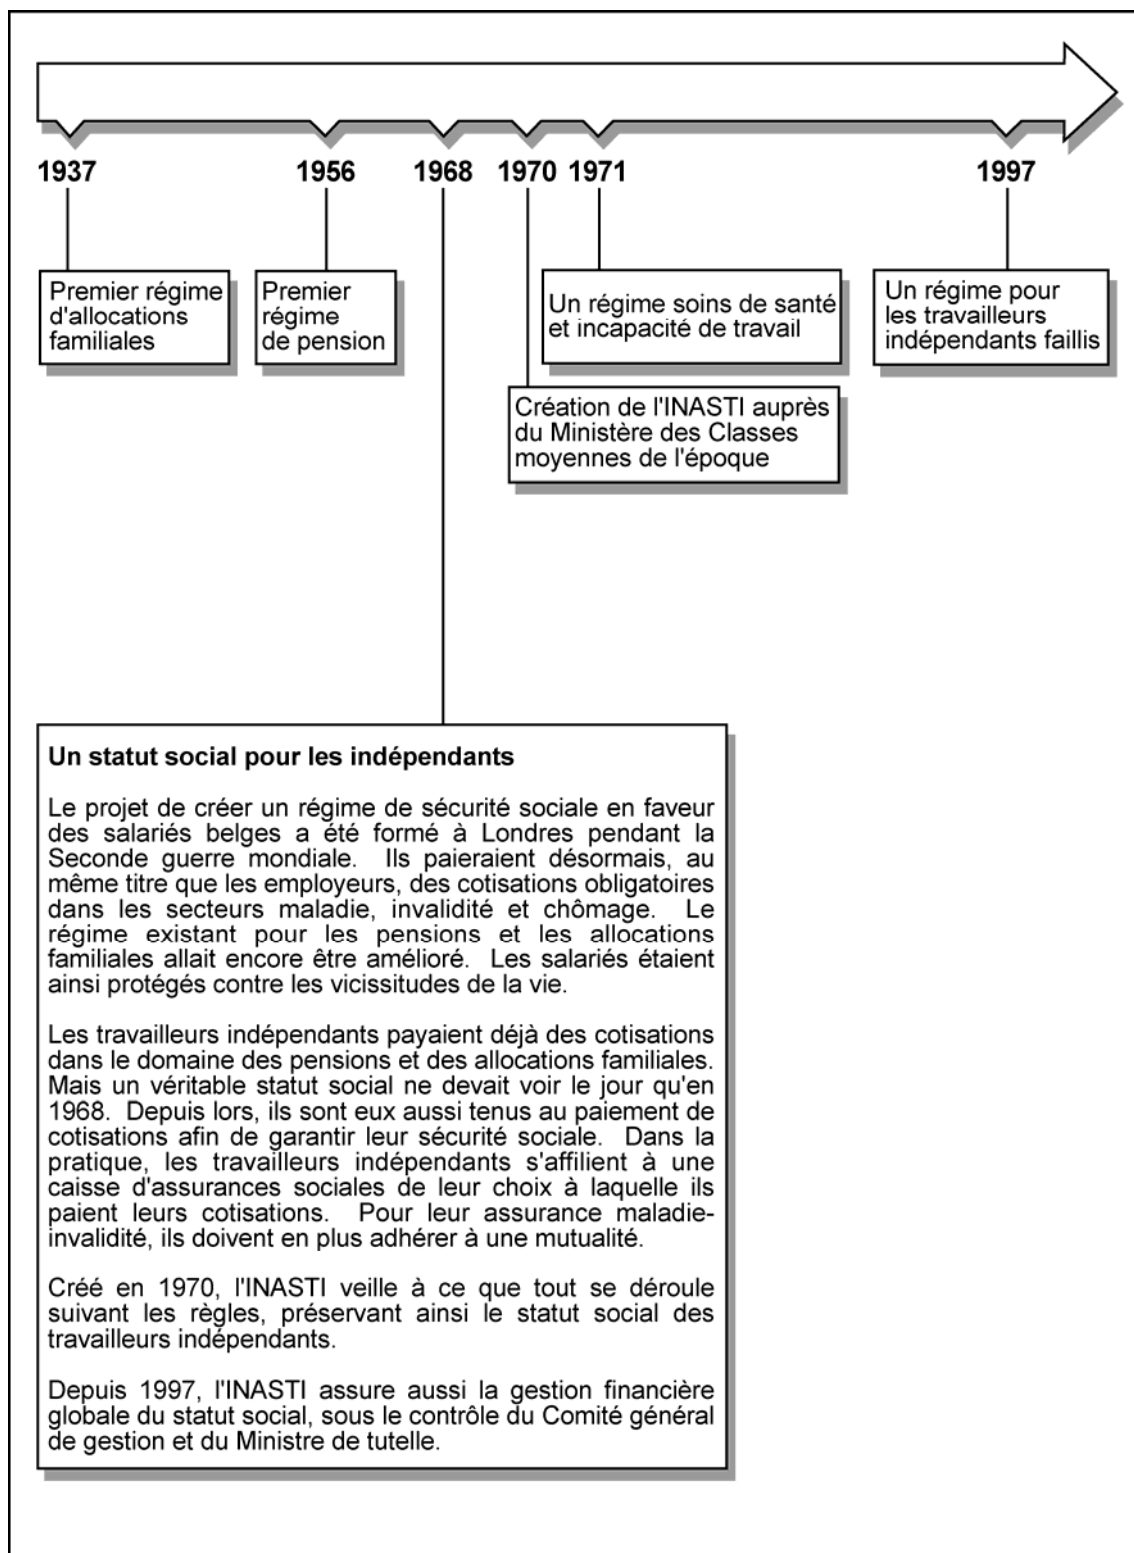 1937 1956 1968 1970 1971 1997
Premier régime
d'allocations
familiales
Premier
régime
de pension
Un régime soins de santé
et incapacité de travail
Un régime pour
les travailleurs
indépendants faillis
Création de l'INASTI auprès
du Ministère des Classes
moyennes de l'époque
Un statut social pour les indépendants
Le projet de créer un régime de sécurité sociale en faveur
des salariés belges a été formé à Londres pendant la
Seconde guerre mondiale. Ils paieraient désormais, au
même titre que les employeurs, des cotisations obligatoires
dans les secteurs maladie, invalidité et chômage. Le
régime existant pour les pensions et les allocations
familiales allait encore être amélioré. Les salariés étaient
ainsi protégés contre les vicissitudes de la vie.
Les travailleurs indépendants payaient déjà des cotisations
dans le domaine des pensions et des allocations familiales.
Mais un véritable statut social ne devait voir le jour qu'en
1968. Depuis lors, ils sont eux aussi tenus au paiement de
cotisations afin de garantir leur sécurité sociale. Dans la
pratique, les travailleurs indépendants s'affilient à une
caisse d'assurances sociales de leur choix à laquelle ils
paient leurs cotisations. Pour leur assurance maladie-
invalidité, ils doivent en plus adhérer à une mutualité.
Créé en 1970, l'INASTI veille à ce que tout se déroule
suivant les règles, préservant ainsi le statut social des
travailleurs indépendants.
Depuis 1997, l'INASTI assure aussi la gestion financière
globale du statut social, sous le contrôle du Comité général
de gestion et du Ministre de tutelle.